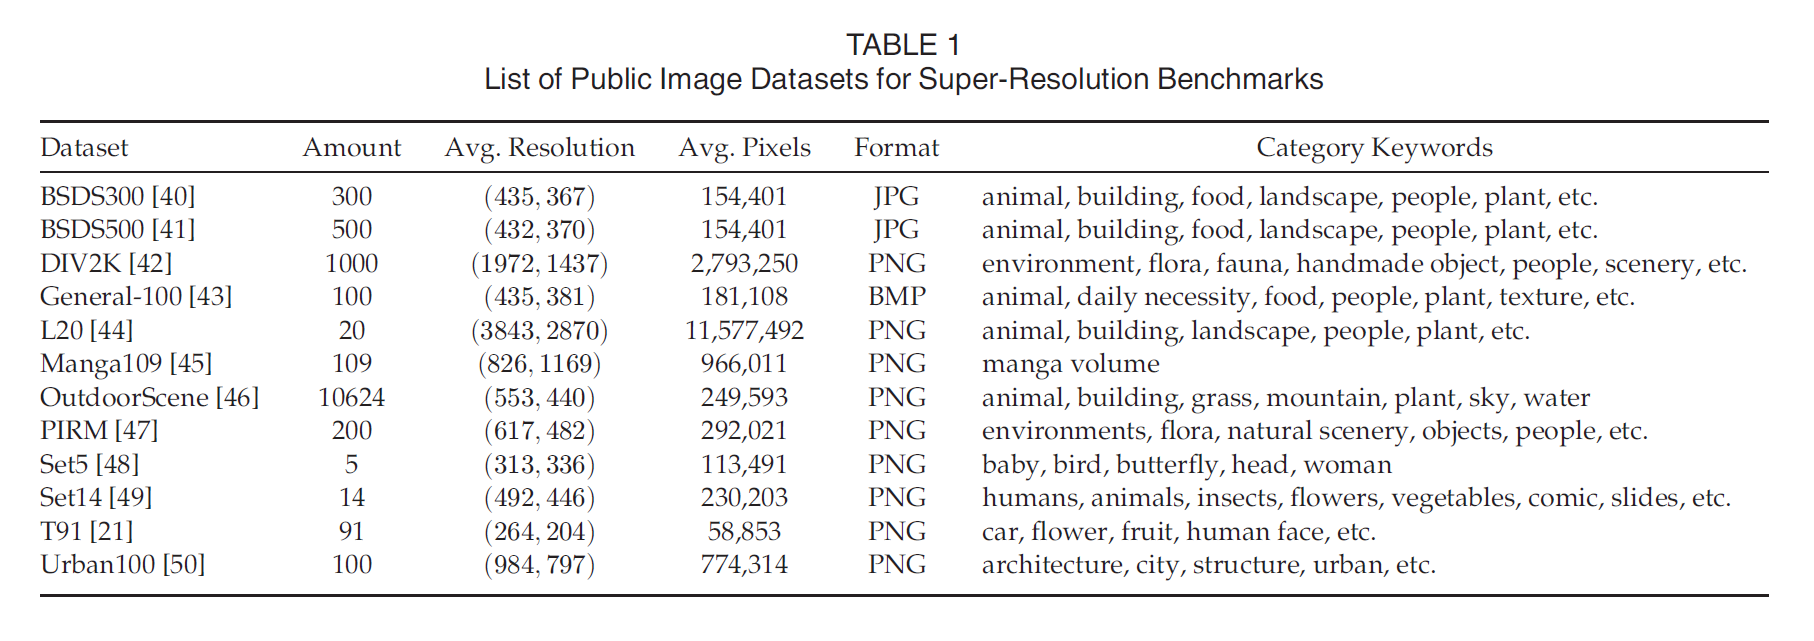 TABLE 1
List of Public Image Datasets for Super-Resolution Benchmarks
Dataset Amount Avg. Resolution Avg. Pixels Format Category Keywords
BSDS300 [40] 300 (435, 367) 154,401 JPG animal, building, food, landscape, people, plant, etc.
BSDS500 [41] 500 (432, 370) 154,401 JPG animal, building, food, landscape, people, plant, etc.
DIV2K [42] 1000 (1972, 1437) 2,793,250 PNG environment, flora, fauna, handmade object, people, scenery, etc.
General-100 [43] 100 (435, 381) 181,108 BMP animal, daily necessity, food, people, plant, texture, etc.
L20 [44] 20 (3843, 2870) 11,577,492 PNG animal, building, landscape, people, plant, etc.
Manga109 [45] 109 (826, 1169) 966,011 PNG manga volume
OutdoorScene [46] 10624 (553, 440) 249,593 PNG animal, building, grass, mountain, plant, sky, water
PIRM [47] 200 (617, 482) 292,021 PNG environments, flora, natural scenery, objects, people, etc.
Set5 [48] 5 (313, 336) 113,491 PNG baby, bird, butterfly, head, woman
Set14 [49] 14 (492, 446) 230,203 PNG humans, animals, insects, flowers, vegetables, comic, slides, etc.
T91 [21] 91 (264, 204) 58,853 PNG car, flower, fruit, human face, etc.
Urban100 [50] 100 (984, 797) 774,314 PNG architecture, city, structure, urban, etc.